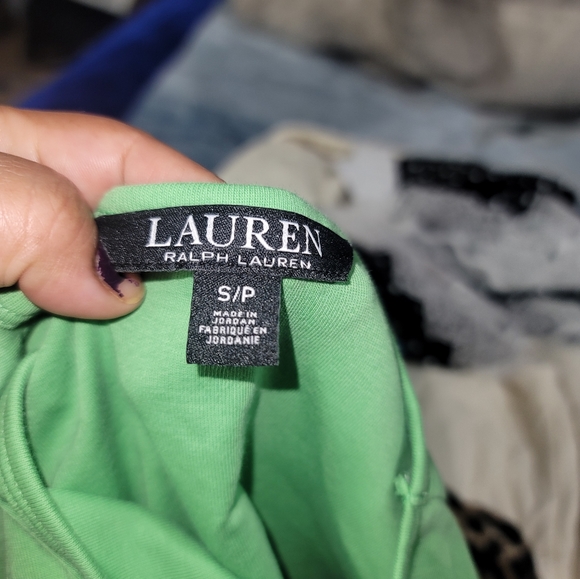 LAUREN
RALPH LAUREN
S/P
MADE IN
JORDAN
FABRIQUÉ EN
JORDANIE